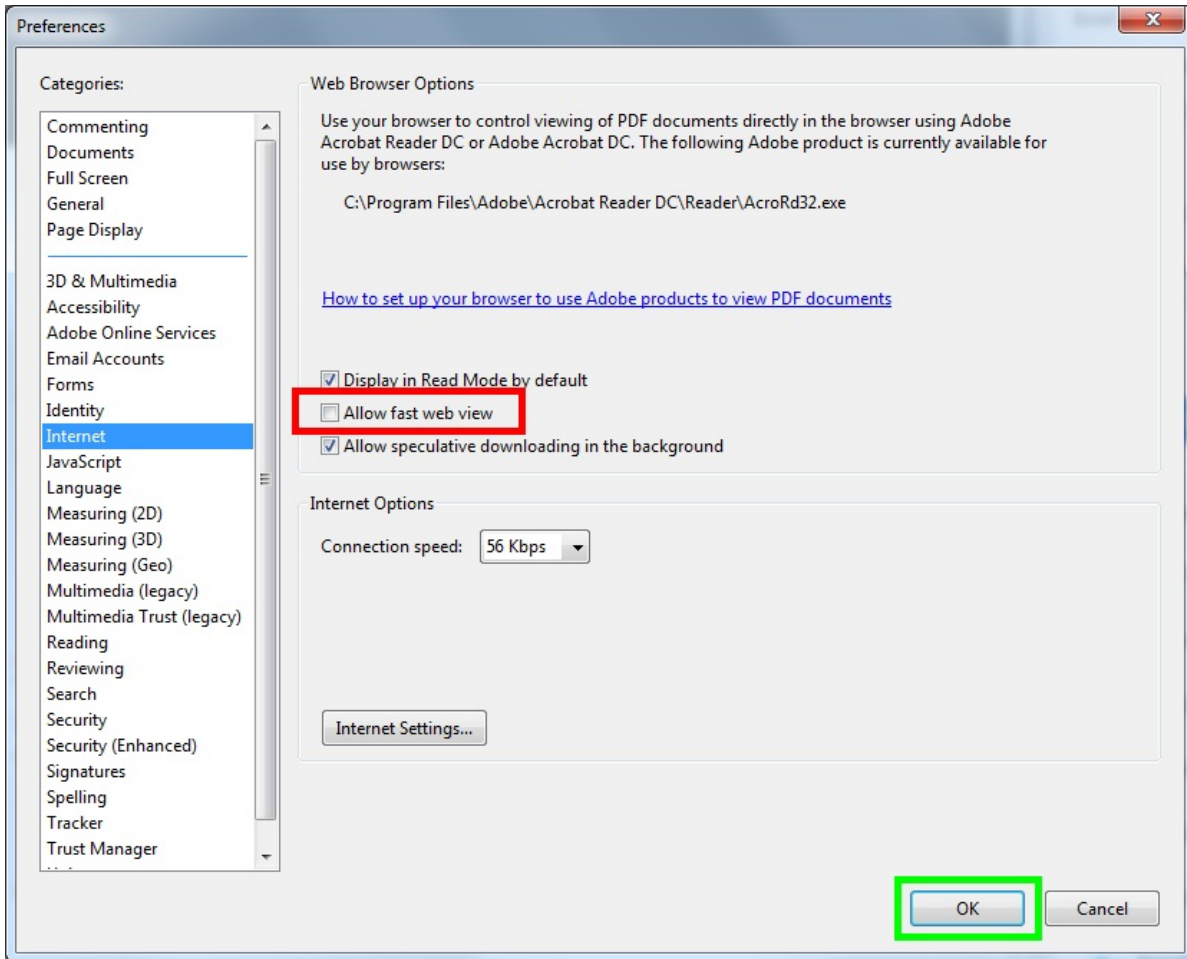 Preferences
Categories:
Commenting
Documents
Full Screen
General
Page Display
3D & Multimedia
Accessibility
Adobe Online Services
Email Accounts
Forms
Identity
Internet
JavaScript
Language
Measuring (2D)
Measuring (3D)
Measuring (Geo)
Multimedia (legacy)
Multimedia Trust (legacy)
Reading
Reviewing
Search
Security
Security (Enhanced)
Signatures
Spelling
Tracker
Trust Manager
Web Browser Options
Use your browser to control viewing of PDF documents directly in the browser using Adobe
Acrobat Reader DC or Adobe Acrobat DC. The following Adobe product is currently available for
use by browsers:
C:\Program Files\Adobe\Acrobat Reader DC\Reader\AcroRd32.exe
How to set up your browser to use Adobe products to view PDF documents
Display in Read Mode by default
Allow fast web view
Allow speculative downloading in the background
Internet Options
Connection speed: 56 Kbps
Internet Settings...
OK Cancel